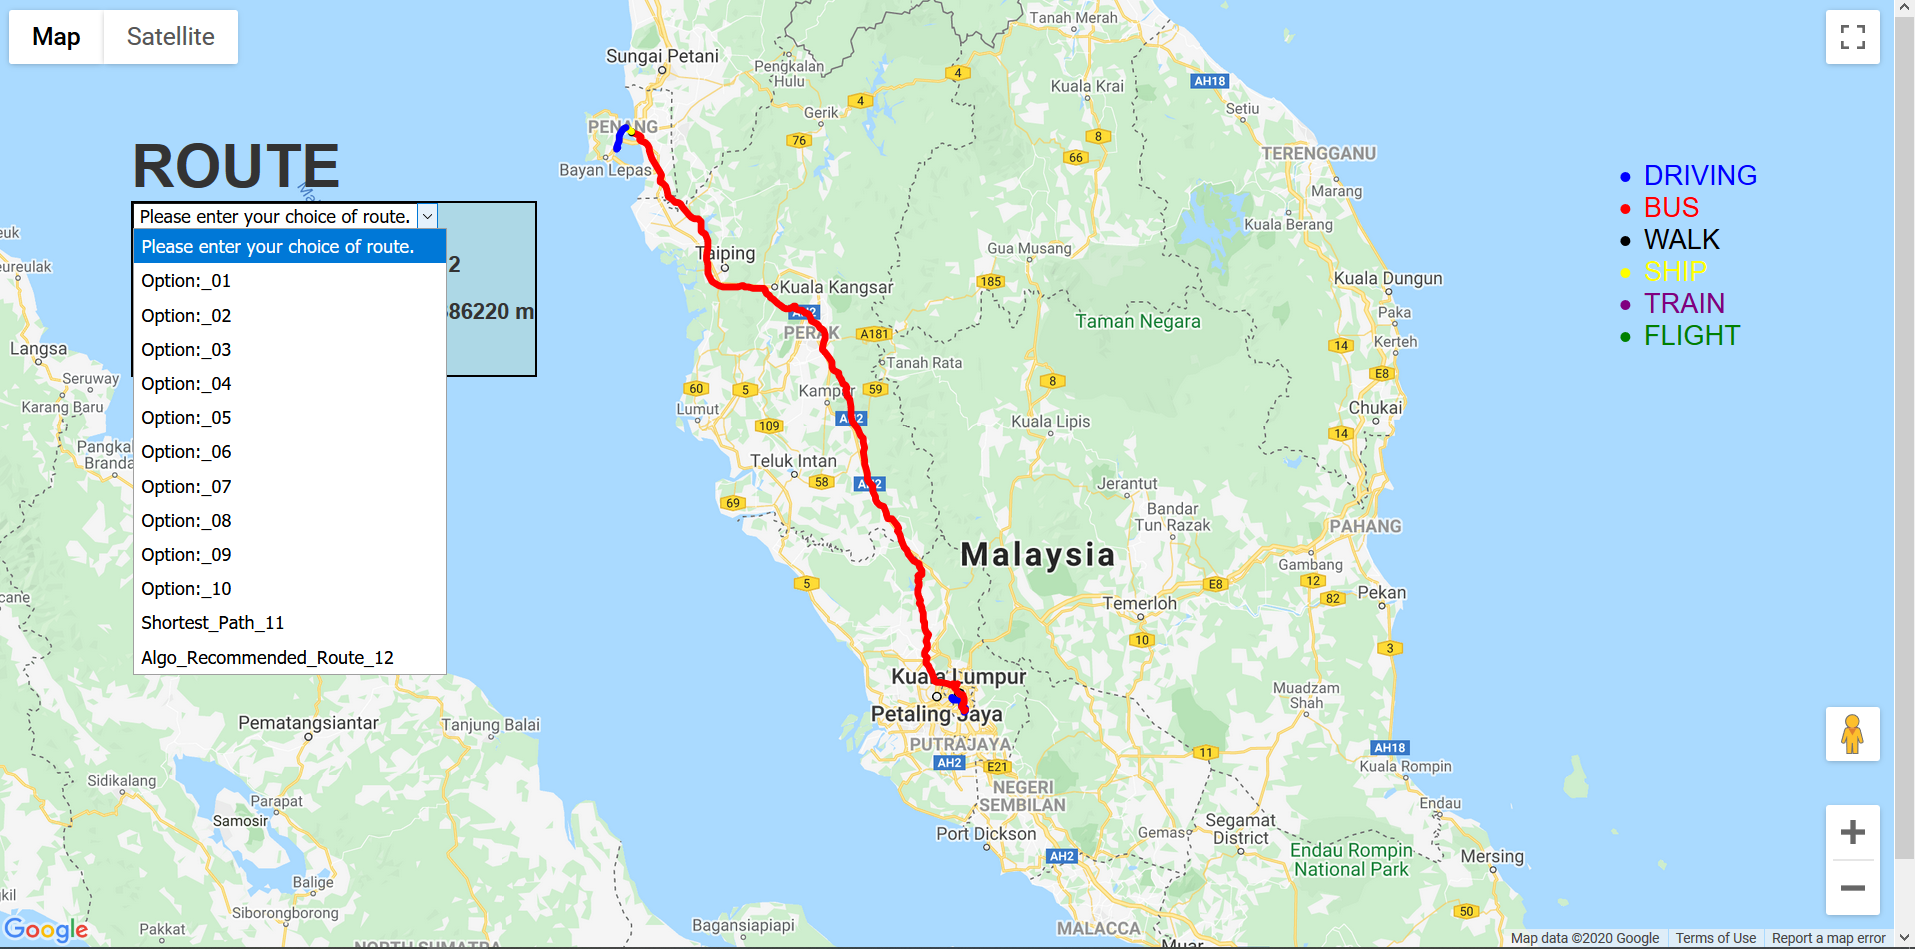 Map
Satellite
Sungai Petani
Pengkalan
Hulu
Tanah Merah
4
AH18
Kuala Krai
4
Gerik
Setiu
PENANG
76
8
66
TERENGGANU
Bayan Lepas
Marang
Kuala Berang
ROUTE
Please enter your choice of route.
Please enter your choice of route.
Option:_01
Option:_02
Option:_03
Option:_04
Option:_05
Option:_06
Option:_07
Option:_08
Option:_09
Option:_10
Shortest_Path_11
Algo_Recommended_Route_12
2
86220 m
DRIVING
BUS
WALK
SHIP
TRAIN
FLIGHT
Taiping
Gua Musang
Kuala Kangsar
185
Kuala Dungun
PERAK
A181
Taman Negara
Paka
Kerteh
14
Tanah Rata
E8
60
5
59
8
Kampar
Lumut
Chukai
109
AH2
Kuala Lipis
14
Teluk Intan
58
69
Jerantut
Bandar
Tun Razak
PAHANG
Malaysia
Gambang
5
E8
12
82
Pekan
Temerloh
10
3
Kuala Lumpur
Petaling Jaya
Muadzam
Shah
PUTRAJAYA
AH2
E21
11
AH18
Kuala Rompin
NEGERI
SEMBILAN
Endau
Port Dickson
Gemas
Segamat
District
AH2
Endau Rompin
National Park
Mersing
50
MALACCA
Muar
Langsa
Seruway
Karang Baru
Pematangsiantar
Tanjung Balai
Sidikalang
Parapat
Samosir
Balige
Siborongborong
Pakkat
Bagansiapiapi
NORTH SUMATRA
Google
Map data ©2020 Google
Terms of Use
Report a map error